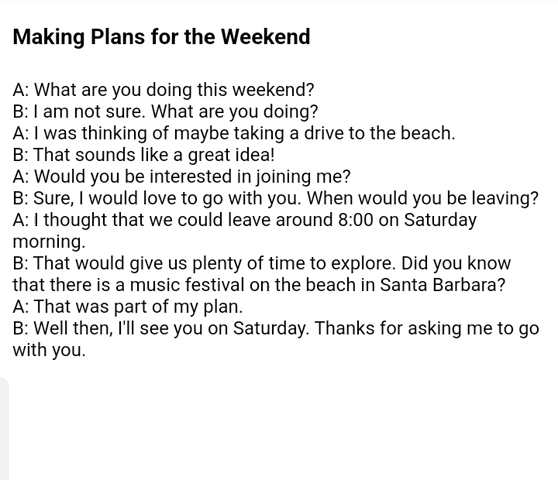 Making Plans for the Weekend
A: What are you doing this weekend?
B: I am not sure. What are you doing?
A: I was thinking of maybe taking a drive to the beach.
B: That sounds like a great idea!
A: Would you be interested in joining me?
B: Sure, I would love to go with you. When would you be leaving?
A: I thought that we could leave around 8:00 on Saturday
morning.
B: That would give us plenty of time to explore. Did you know
that there is a music festival on the beach in Santa Barbara?
A: That was part of my plan.
B: Well then, I'll see you on Saturday. Thanks for asking me to go
with you.